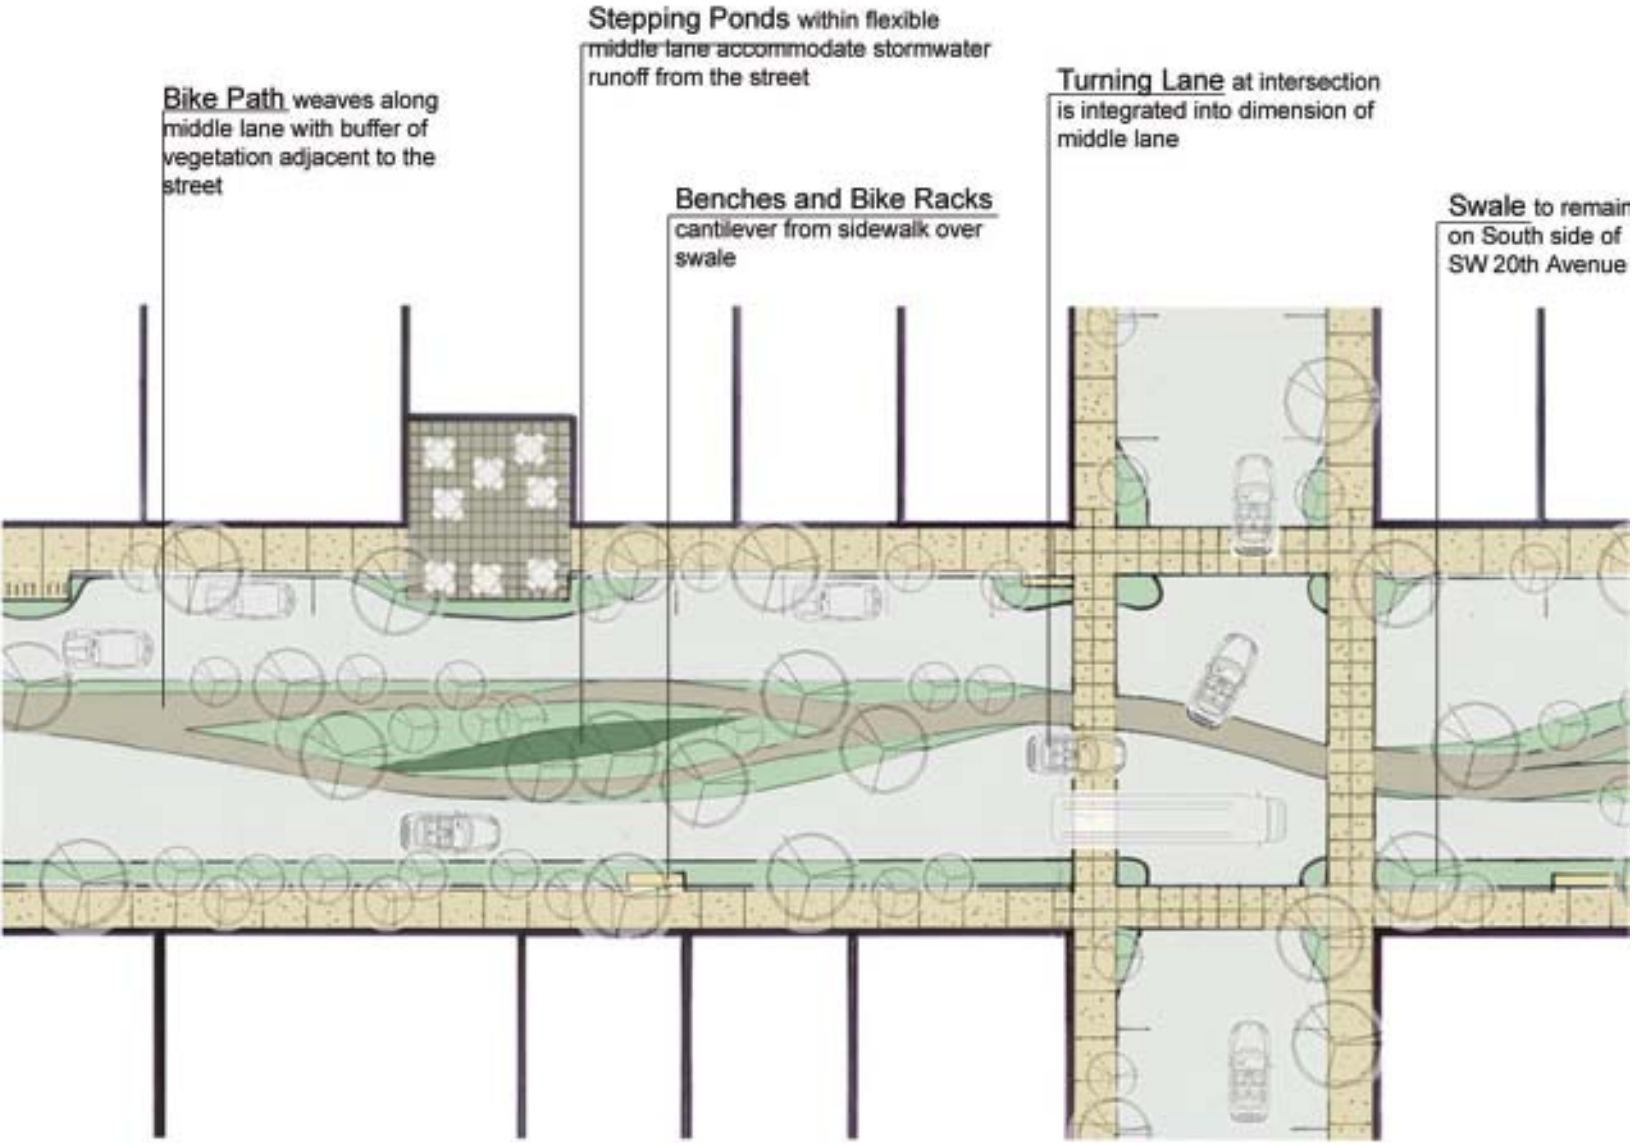 Stepping Ponds within flexible
middle lane accommodate stormwater
runoff from the street
Bike Path weaves along
middle lane with buffer of
vegetation adjacent to the
street
Turning Lane at intersection
is integrated into dimension of
middle lane
Benches and Bike Racks
cantilever from sidewalk over
swale
Swale to remain
on South side of
SW 20th Avenue